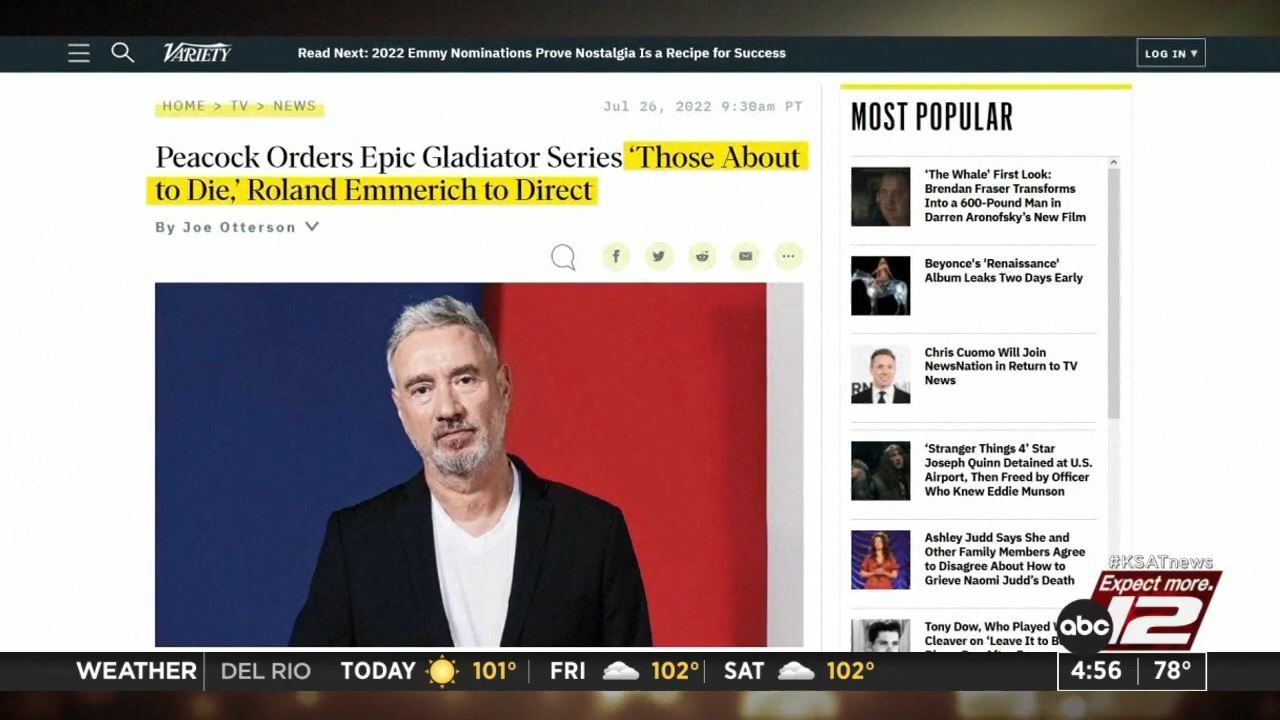 VARIETY
Read Next: 2022 Emmy Nominations Prove Nostalgia Is a Recipe for Success
LOG IN ▾
HOME > TV > NEWS
Jul 26, 2022 9:30am PT
Peacock Orders Epic Gladiator Series ‘Those About
to Die,’ Roland Emmerich to Direct
By Joe Otterson
MOST POPULAR
‘The Whale’ First Look:
Brendan Fraser Transforms
Into a 600-Pound Man in
Darren Aronofsky's New Film
Beyonce's 'Renaissance'
Album Leaks Two Days Early
Chris Cuomo Will Join
NewsNation in Return to TV
News
‘Stranger Things 4’ Star
Joseph Quinn Detained at U.S.
Airport, Then Freed by Officer
Who Knew Eddie Munson
Ashley Judd Says She and
Other Family Members Agree
to Disagree About How to
Grieve Naomi Judd's Death
Tony Dow, Who Played
Cleaver on ‘Leave It to
#KSATnews
Expect more.
abc 12
WEATHER DEL RIO TODAY 101° FRI 102° SAT 102°
4:56 78°